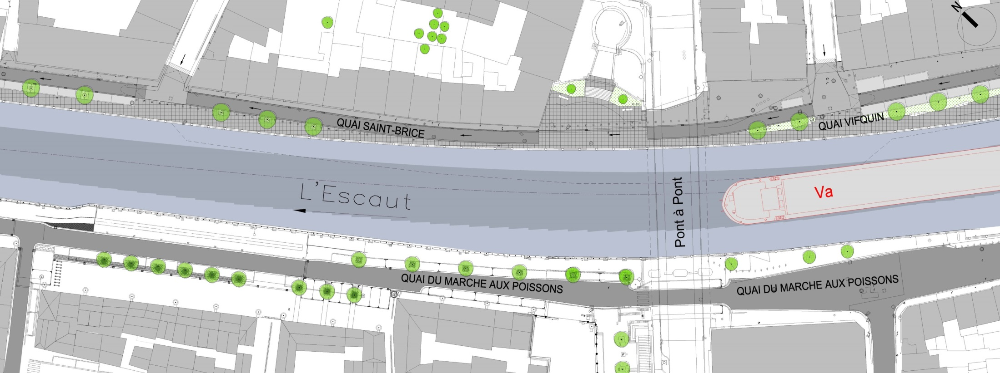 N
QUAI SAINT-BRICE
QUAI VIFQUIN
L'Escaut
Pont à Pont
Va
QUAI DU MARCHE AUX POISSONS
QUAI DU MARCHE AUX POISSONS